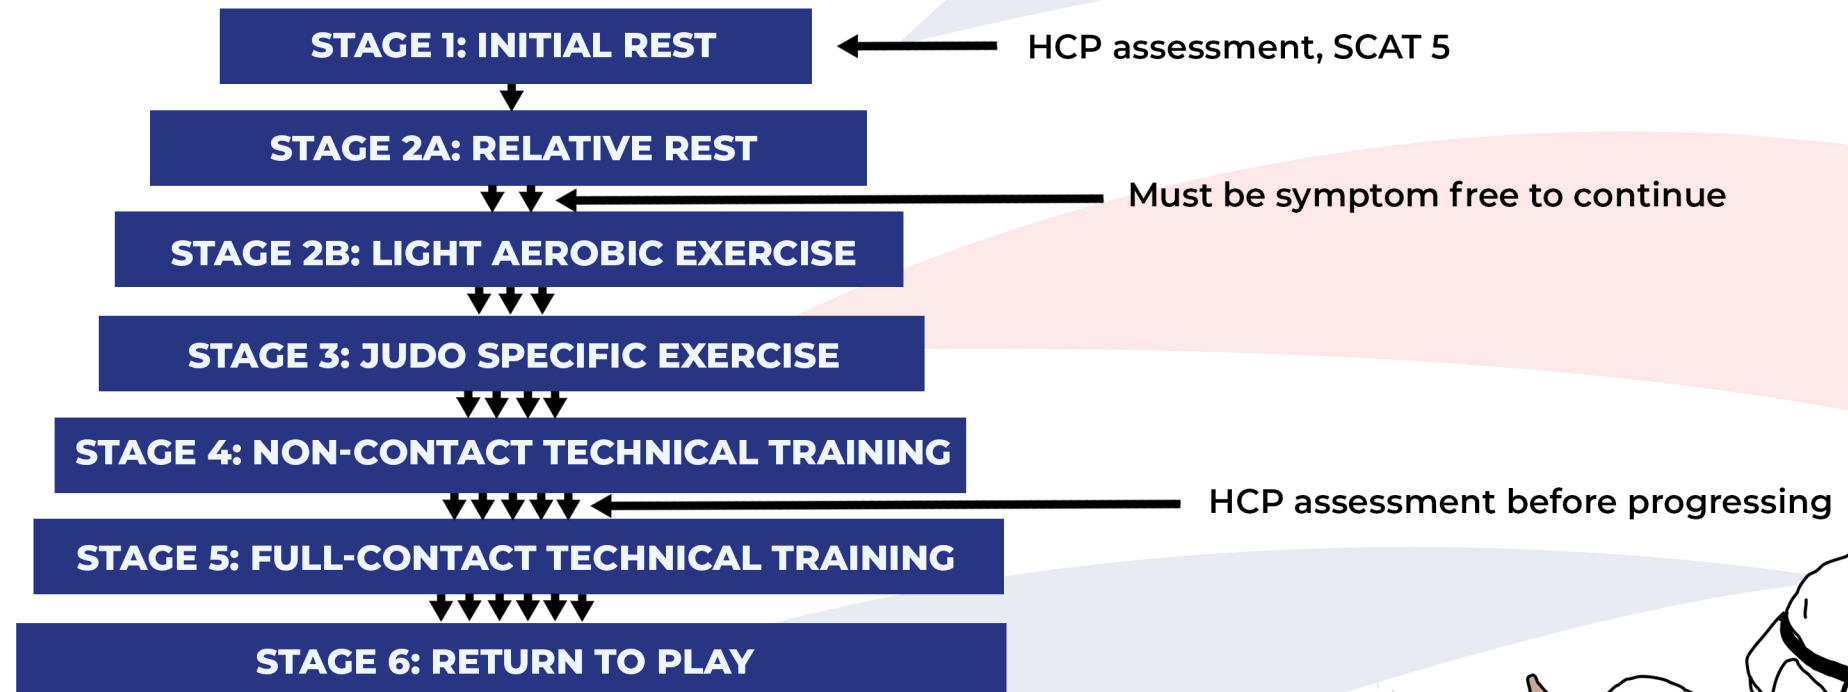 STAGE 1: INITIAL REST
HCP assessment, SCAT 5
STAGE 2A: RELATIVE REST
Must be symptom free to continue
STAGE 2B: LIGHT AEROBIC EXERCISE
STAGE 3: JUDO SPECIFIC EXERCISE
STAGE 4: NON-CONTACT TECHNICAL TRAINING
HCP assessment before progressing
STAGE 5: FULL-CONTACT TECHNICAL TRAINING
STAGE 6: RETURN TO PLAY